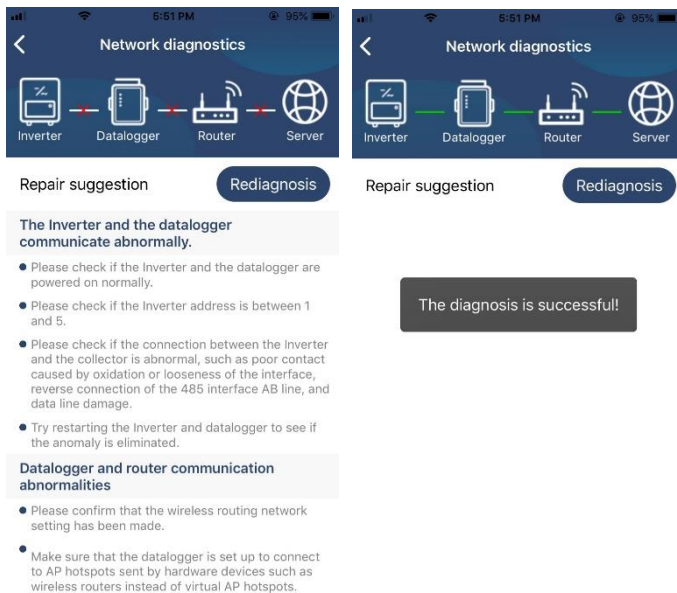 5:51 PM
95%
Network diagnostics
Inverter Datalogger Router Server
Repair suggestion
Rediagnosis
The Inverter and the datalogger
communicate abnormally.
Please check if the Inverter and the datalogger are
powered on normally.
Please check if the Inverter address is between 1
and 5.
Please check if the connection between the Inverter
and the collector is abnormal, such as poor contact
caused by oxidation or looseness of the interface,
reverse connection of the 485 interface AB line, and
data line damage.
Try restarting the Inverter and datalogger to see if
the anomaly is eliminated.
Datalogger and router communication
abnormalities
Please confirm that the wireless routing network
setting has been made.
Make sure that the datalogger is set up to connect
to AP hotspots sent by hardware devices such as
wireless routers instead of virtual AP hotspots.
5:51 PM
95%
Network diagnostics
Inverter Datalogger Router Server
Repair suggestion
Rediagnosis
The diagnosis is successful!